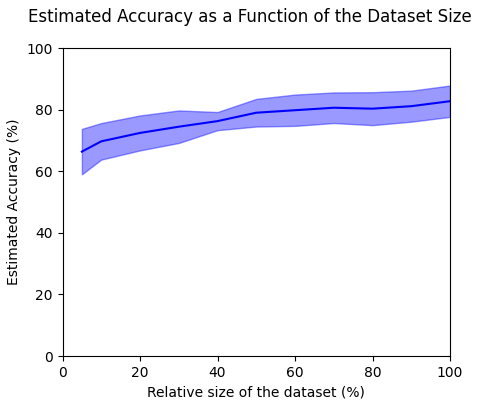 Estimated Accuracy as a Function of the Dataset Size
100
80
60
40
20
0
Estimated Accuracy (%)
0 20 40 60 80 100
Relative size of the dataset (%)